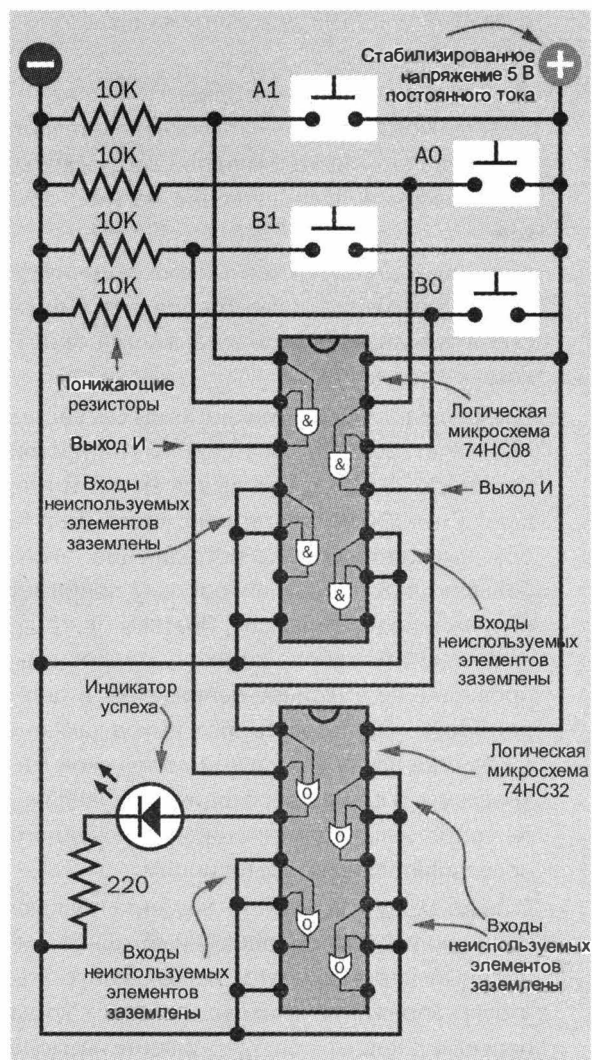 Стабилизированное
напряжение 5 В
постоянного тока
−
+
10K
A1
10K
A0
10K
B1
10K
B0
Понижающие
резисторы
Логическая
микросхема
74HC08
&
Выход И
&
Выход И
Входы
неиспользуемых
элементов
заземлены
&
&
Входы
неиспользуемых
элементов
заземлены
Индикатор
успеха
Логическая
микросхема
74HC32
O
O
220
O
O
Входы
неиспользуемых
элементов
заземлены
Входы
неиспользуемых
элементов
заземлены